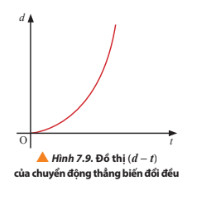 d
O
t
Hình 7.9. Đồ thị (d – t)
của chuyển động thẳng biến đổi đều